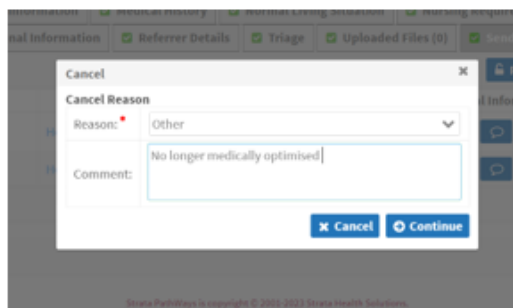 Information Medical History Normal Living Situation Nursing
nal Information Referrer Details Triage Uploaded Files (0) Send
Cancel ×
Cancel Reason
Reason: * Other
Comment: No longer medically optimised
× Cancel Continue
Strata PathWays is copyright © 2001-2023 Strata Health Solutions.